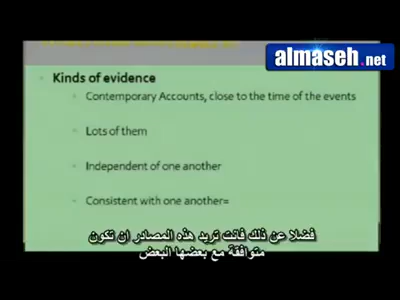 almaseh.net
Kinds of evidence
Contemporary Accounts, close to the time of the events
Lots of them
Independent of one another
Consistent with one another=
فضلا عن ذلك فانت تريد هذه المصادر ان تكون
متوافقة مع بعضها البعض